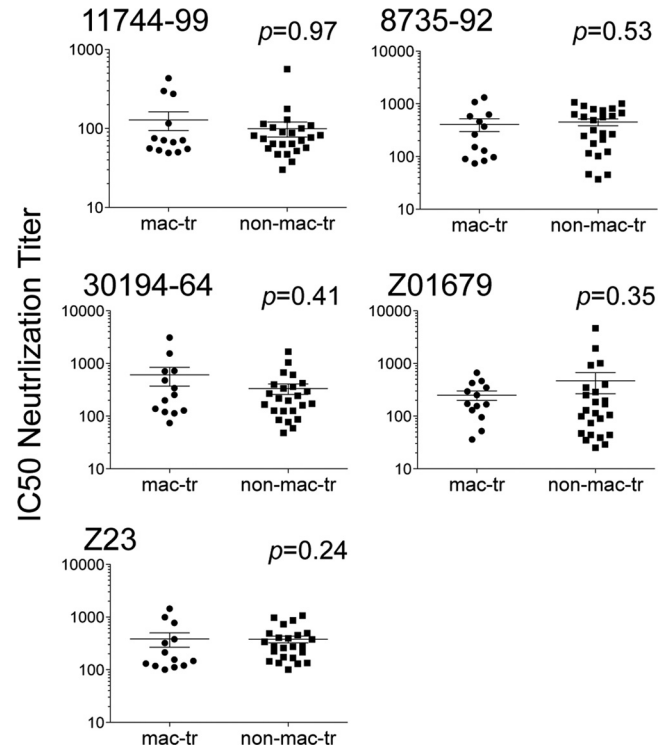 11744-99
p=0.97
1000
100
10
mac-tr non-mac-tr
8735-92
p=0.53
10000
1000
100
10
mac-tr non-mac-tr
IC50 Neutrlization Titer
30194-64
p=0.41
10000
1000
100
10
mac-tr non-mac-tr
Z01679
p=0.35
10000
1000
100
10
mac-tr non-mac-tr
Z23
p=0.24
10000
1000
100
10
mac-tr non-mac-tr